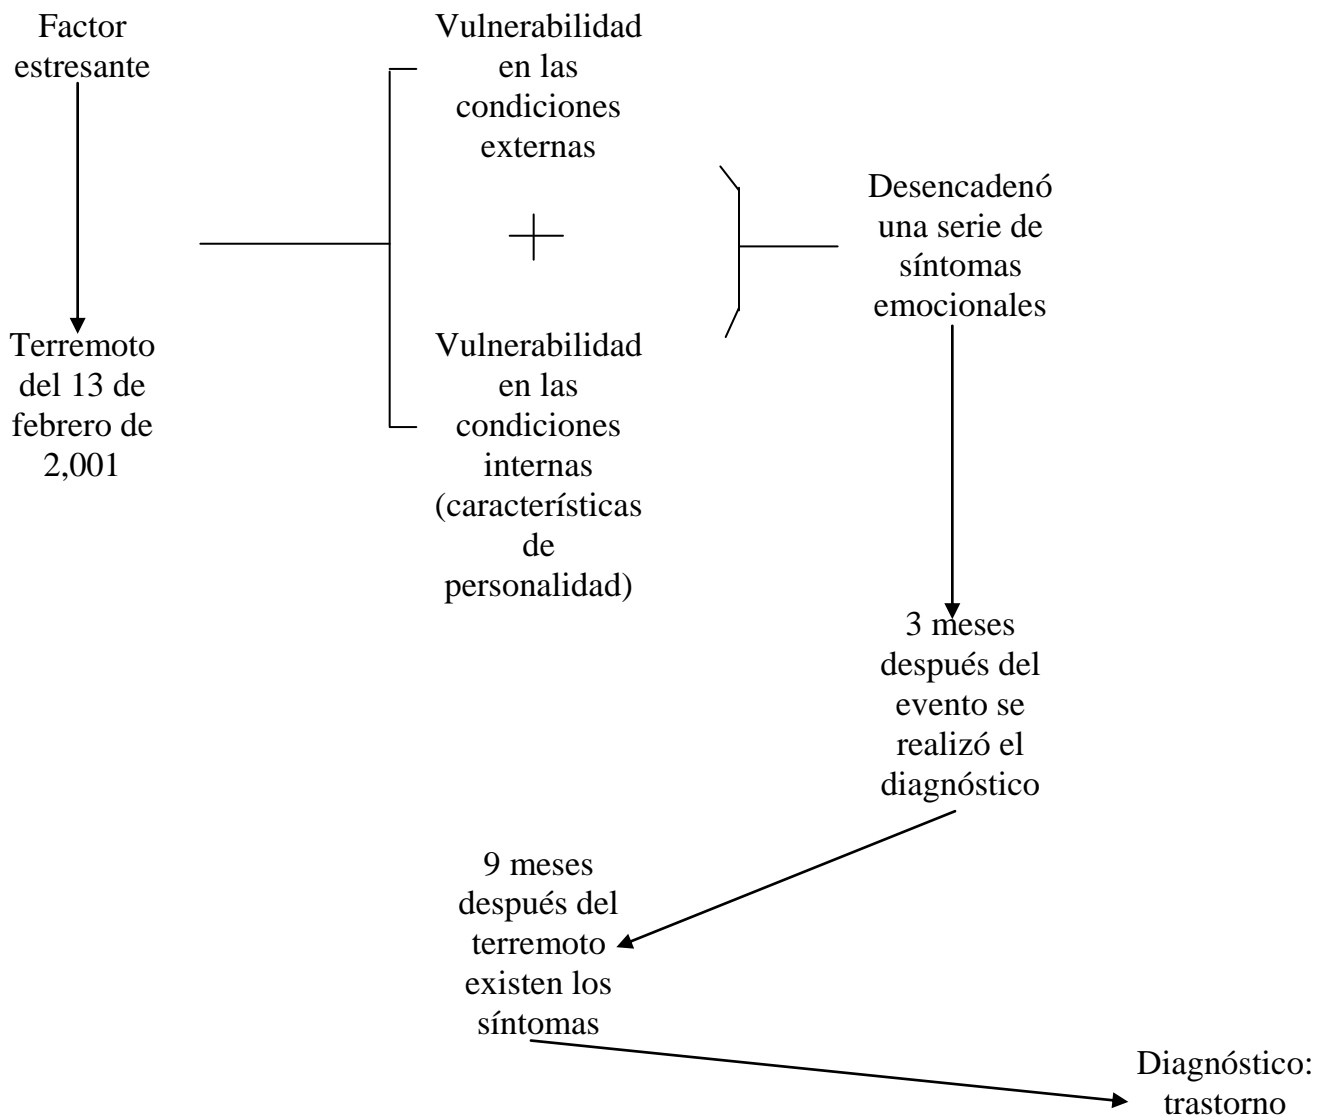 Factor
estresante
Terremoto
del 13 de
febrero de
2,001
Vulnerabilidad
en las
condiciones
externas
Vulnerabilidad
en las
condiciones
internas
(características
de
personalidad)
Desencadenó
una serie de
síntomas
emocionales
3 meses
después del
evento se
realizó el
diagnóstico
9 meses
después del
terremoto
existen los
síntomas
Diagnóstico:
trastorno